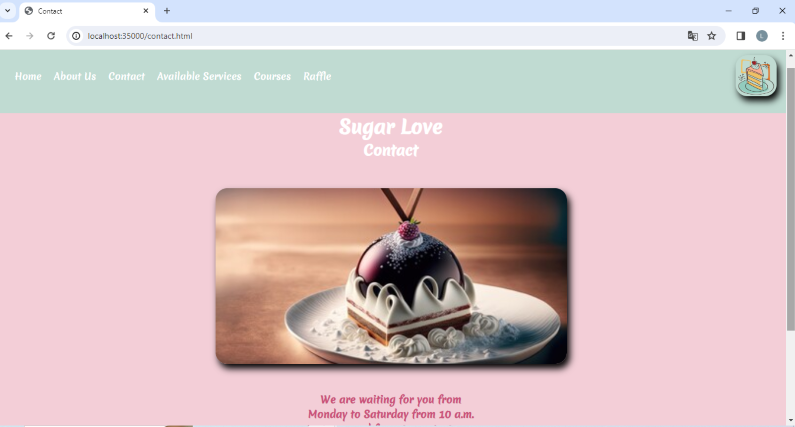 Contact
localhost:35000/contact.html
Home About Us Contact Available Services Courses Raffle
Sugar Love
Contact
We are waiting for you from
Monday to Saturday from 10 a.m.